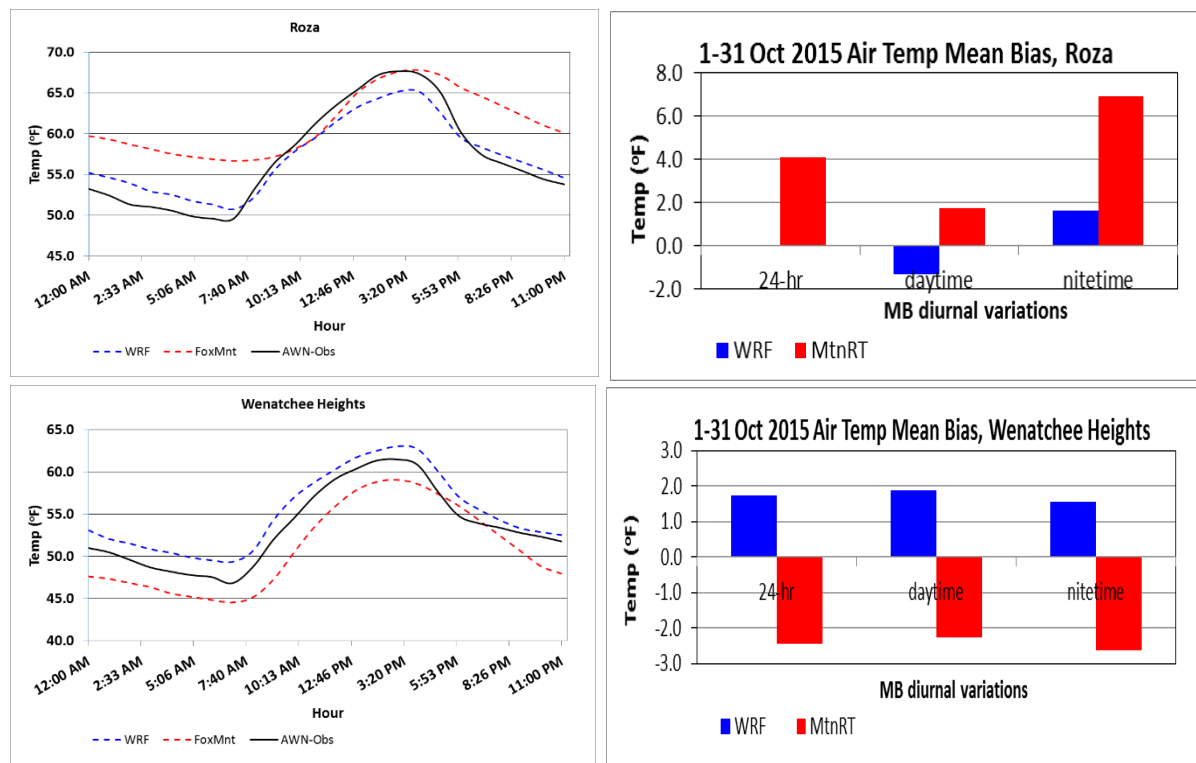 Roza
70.0
65.0
60.0
55.0
50.0
45.0
Temp (°F)
12:00 AM
2:33 AM
5:06 AM
7:40 AM
10:13 AM
12:46 PM
3:20 PM
5:53 PM
8:26 PM
11:00 PM
Hour
WRF FoxMnt AWN-Obs
1-31 Oct 2015 Air Temp Mean Bias, Roza
8.0
6.0
4.0
2.0
0.0
-2.0
Temp (°F)
24-hr daytime nitetime
MB diurnal variations
WRF MtnRT
Wenatchee Heights
65.0
60.0
55.0
50.0
45.0
40.0
Temp (°F)
12:00 AM
2:33 AM
5:06 AM
7:40 AM
10:13 AM
12:46 PM
3:20 PM
5:53 PM
8:26 PM
11:00 PM
Hour
WRF FoxMnt AWN-Obs
1-31 Oct 2015 Air Temp Mean Bias, Wenatchee Heights
3.0
2.0
1.0
0.0
-1.0
-2.0
-3.0
Temp (°F)
24-hr daytime nitetime
MB diurnal variations
WRF MtnRT